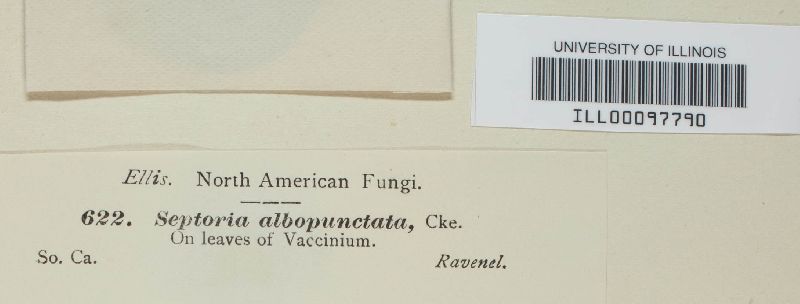 UNIVERSITY OF ILLINOIS
ILL00097790
Ellis. North American Fungi.
622. Septoria albopunctata, Cke.
On leaves of Vaccinium.
So. Ca. Ravenel.